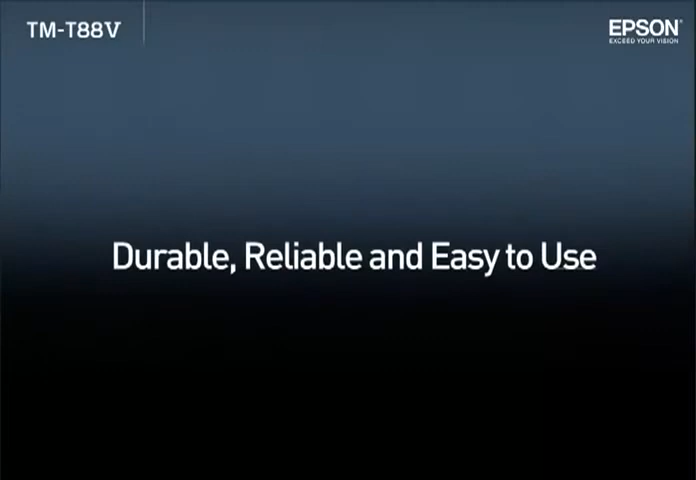 TM-T88V
EPSON
EXCEED YOUR VISION
Durable, Reliable and Easy to Use